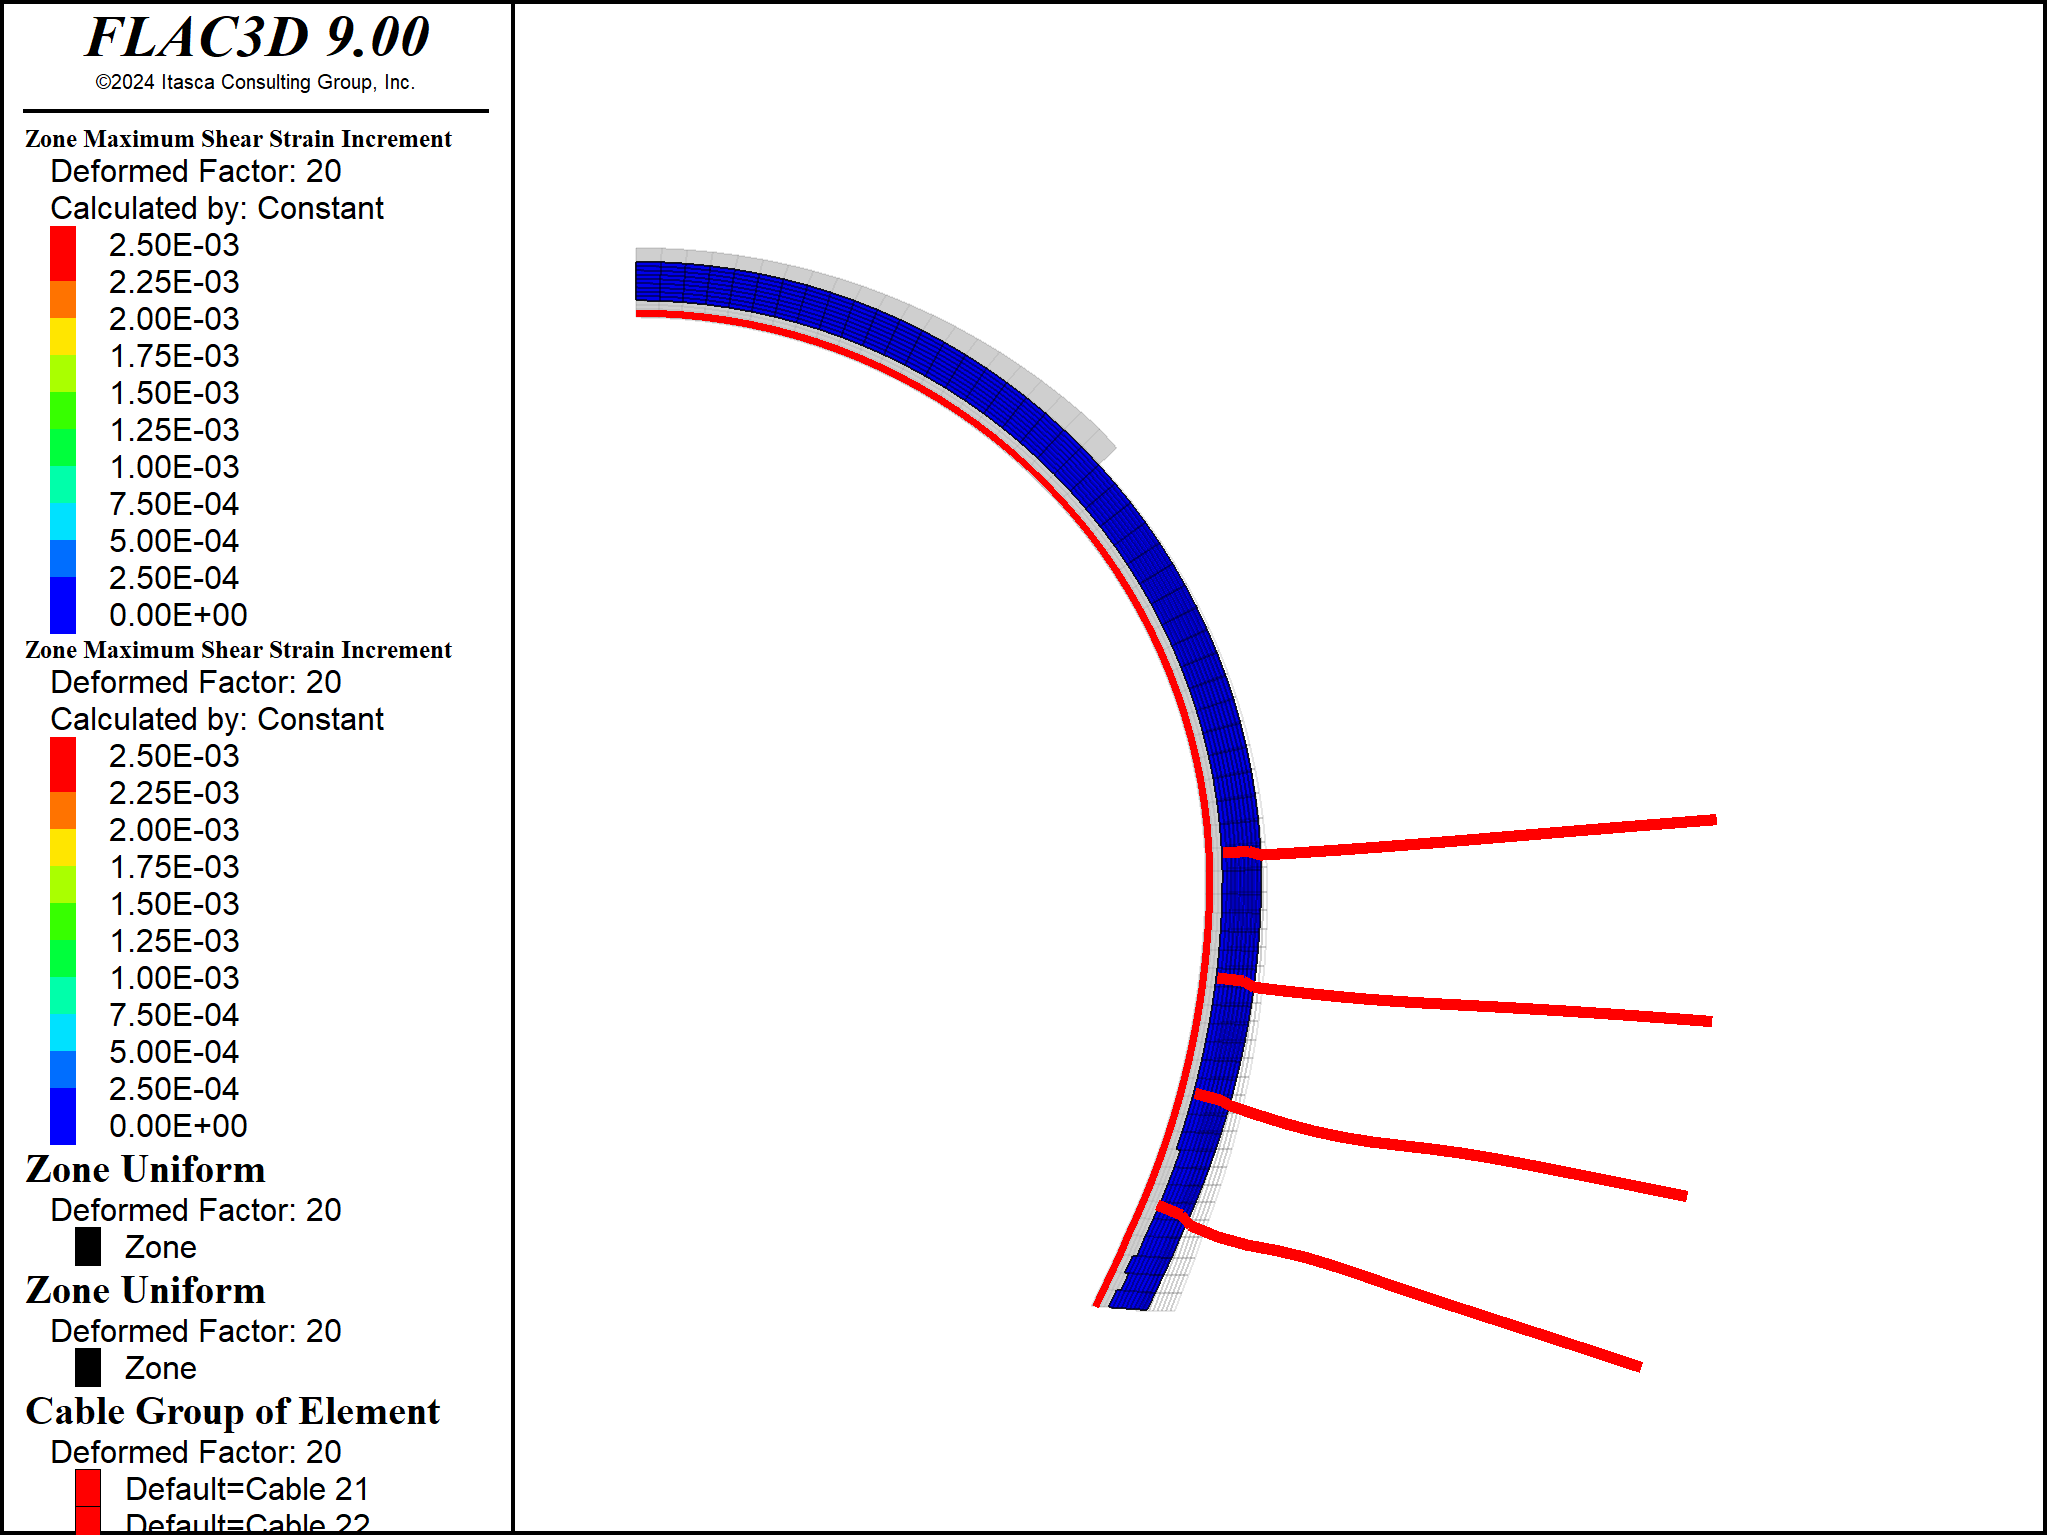 FLAC3D 9.00
©2024 Itasca Consulting Group, Inc.
Zone Maximum Shear Strain Increment
Deformed Factor: 20
Calculated by: Constant
2.50E-03
2.25E-03
2.00E-03
1.75E-03
1.50E-03
1.25E-03
1.00E-03
7.50E-04
5.00E-04
2.50E-04
0.00E+00
Zone Maximum Shear Strain Increment
Deformed Factor: 20
Calculated by: Constant
2.50E-03
2.25E-03
2.00E-03
1.75E-03
1.50E-03
1.25E-03
1.00E-03
7.50E-04
5.00E-04
2.50E-04
0.00E+00
Zone Uniform
Deformed Factor: 20
Zone
Zone Uniform
Deformed Factor: 20
Zone
Cable Group of Element
Deformed Factor: 20
Default=Cable 21
Default=Cable 22